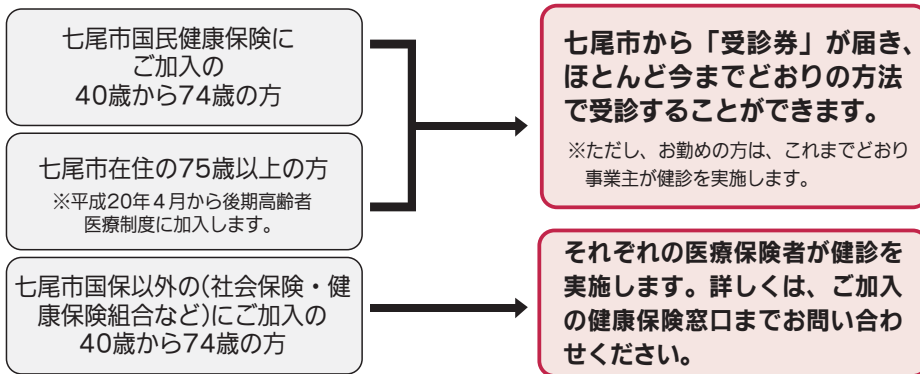 七尾市国民健康保険に
ご加入の
40歳から74歳の方
七尾市在住の75歳以上の方
※平成20年4月から後期高齢者
医療制度に加入します。
七尾市国保以外の(社会保険・健
康保険組合など)にご加入の
40歳から74歳の方
七尾市から「受診券」が届き、
ほとんど今までどおりの方法
で受診することができます。
※ただし、お勤めの方は、これまでどおり
事業主が健診を実施します。
それぞれの医療保険者が健診を
実施します。詳しくは、ご加入
の健康保険窓口までお問い合わ
せください。